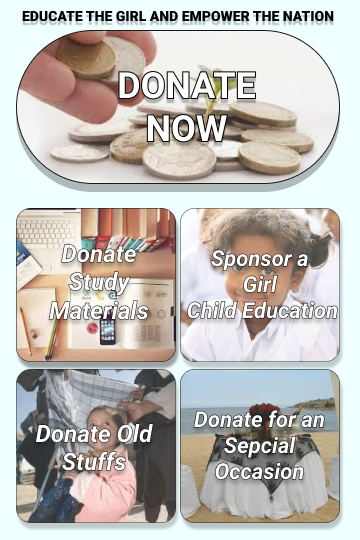 EDUCATE THE GIRL AND EMPOWER THE NATION
DONATE
NOW
Donate
Study
Materials
Sponsor a
Girl
Child Education
Donate Old
Stuffs
Donate for an
Sepcial
Occasion